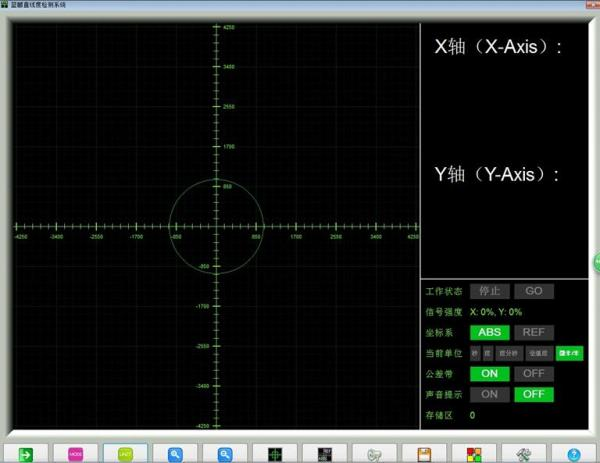 蓝鹏直线度检测系统
X轴（X-Axis）:
Y轴（Y-Axis）:
4250
3400
2550
1700
850
-4250 -3400 -2550 -1700 -850 850 1700 2550 3400 4250
-850
-1700
-2550
-3400
-4250
工作状态 停止 GO
信号强度 X: 0%, Y: 0%
坐标系 ABS REF
当前单位 秒 度 度分秒
公差带 ON OFF
声音提示 ON OFF
存储区 0
MODE
UNIT